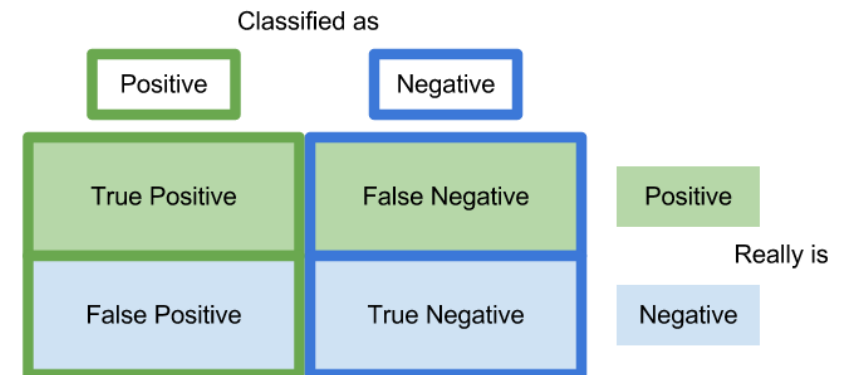 Classified as
Positive Negative
True Positive False Negative Positive
Really is
False Positive True Negative Negative